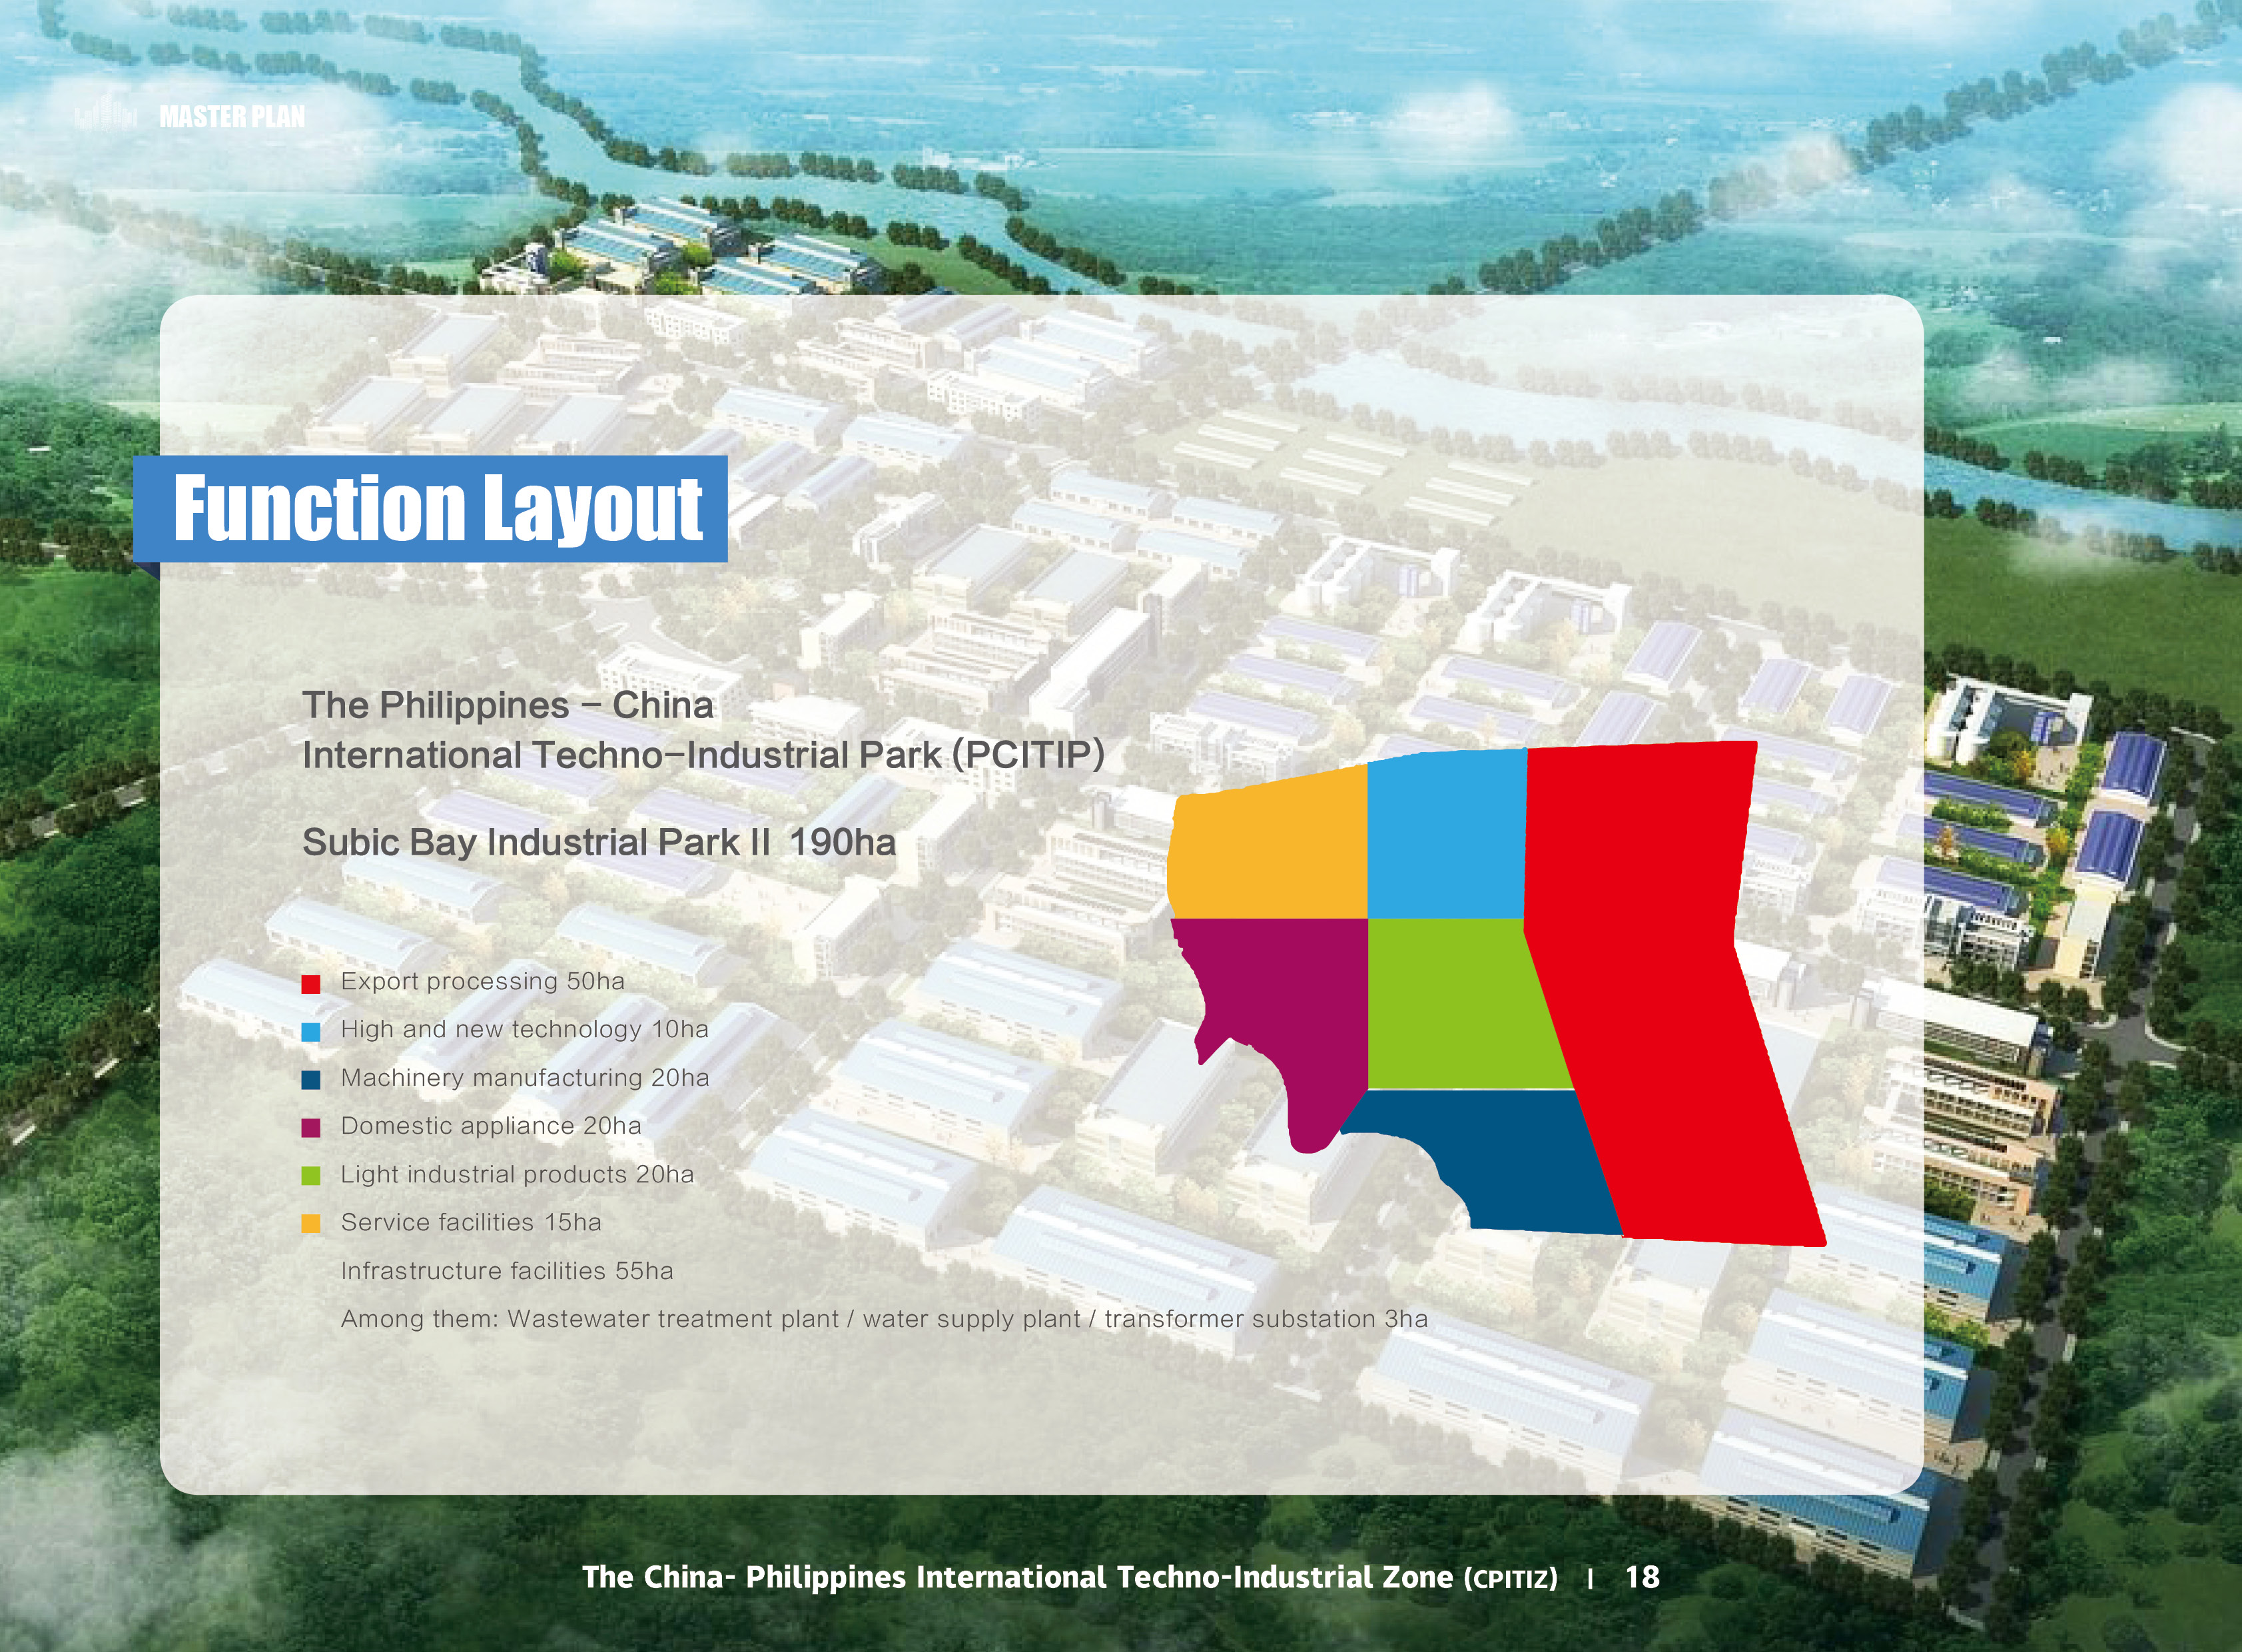 MASTER PLAN
Function Layout
The Philippines – China
International Techno–Industrial Park (PCITIP)
Subic Bay Industrial Park II 190ha
Export processing 50ha
High and new technology 10ha
Machinery manufacturing 20ha
Domestic appliance 20ha
Light industrial products 20ha
Service facilities 15ha
Infrastructure facilities 55ha
Among them: Wastewater treatment plant / water supply plant / transformer substation 3ha
The China- Philippines International Techno-Industrial Zone (CPITIZ) | 18